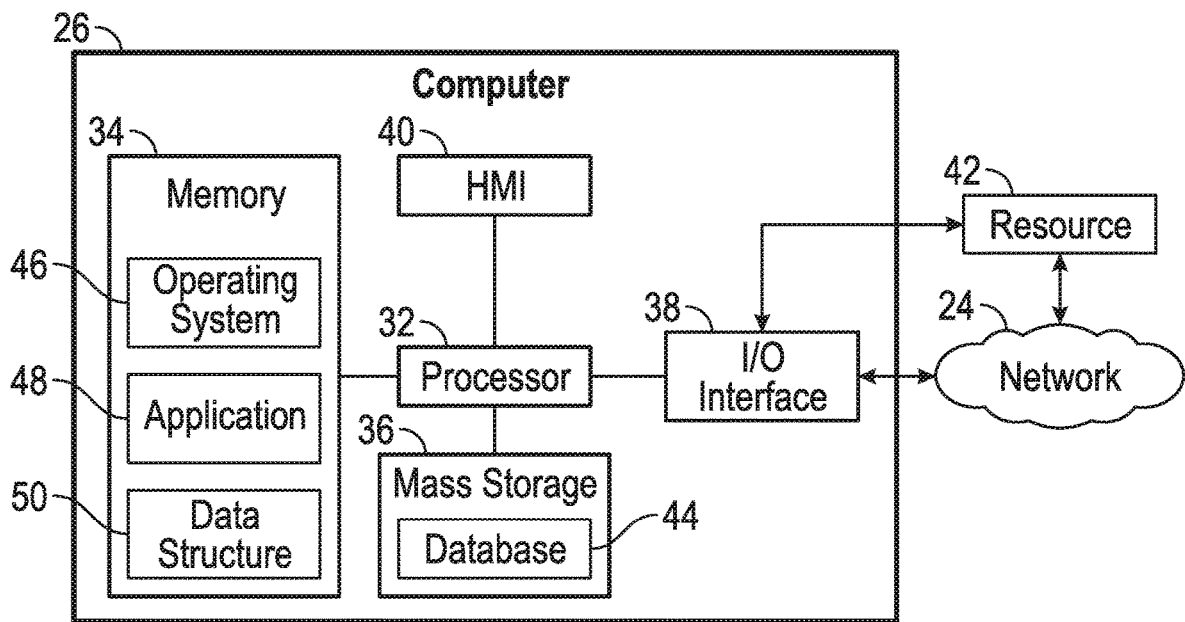 26
Computer
34
Memory
46
Operating
System
48
Application
50
Data
Structure
40
HMI
32
Processor
36
Mass Storage
Database
44
38
I/O
Interface
42
Resource
24
Network